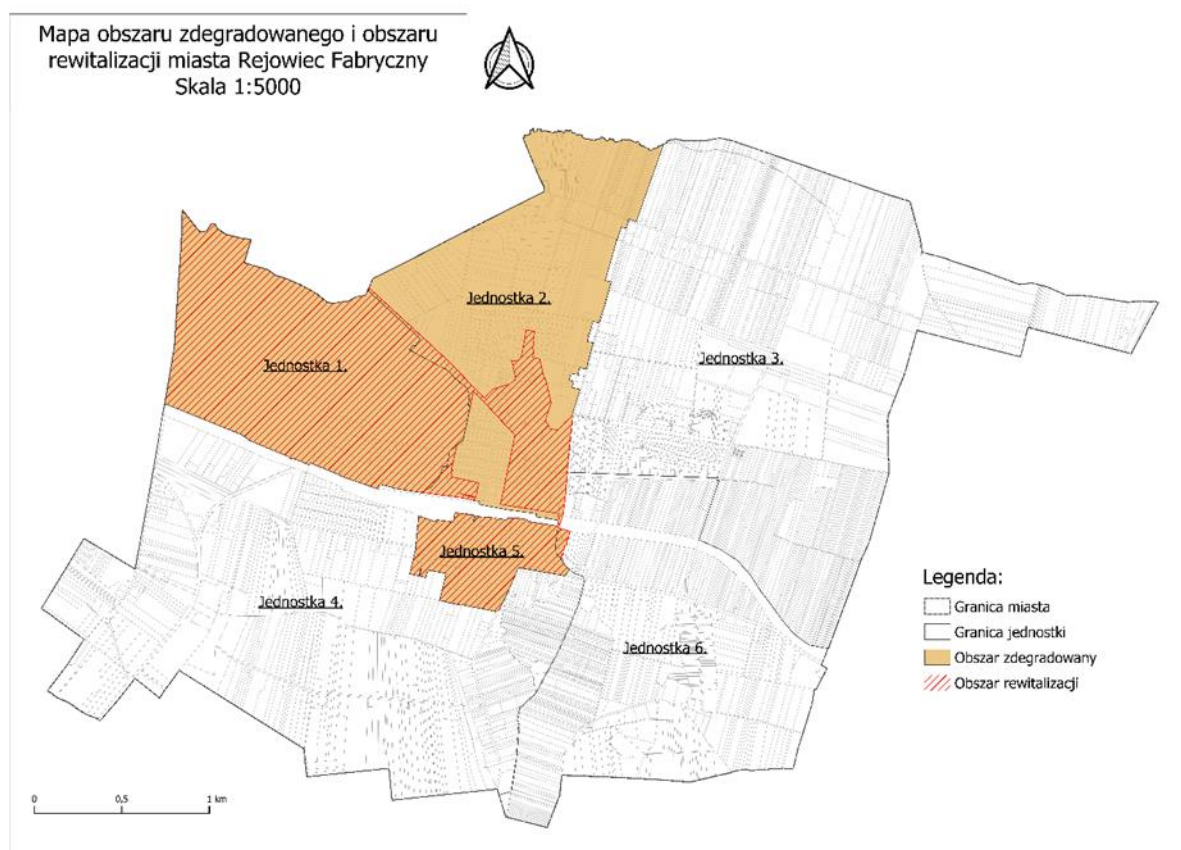 Mapa obszaru zdegradowanego i obszaru
rewitalizacji miasta Rejowiec Fabryczny
Skala 1:5000
Jednostka 2.
Jednostka 3.
Jednostka 1.
Jednostka 5.
Jednostka 4.
Jednostka 6.
Legenda:
Granica miasta
Granica jednostki
Obszar zdegradowany
Obszar rewitalizacji
0 0,5 1 km